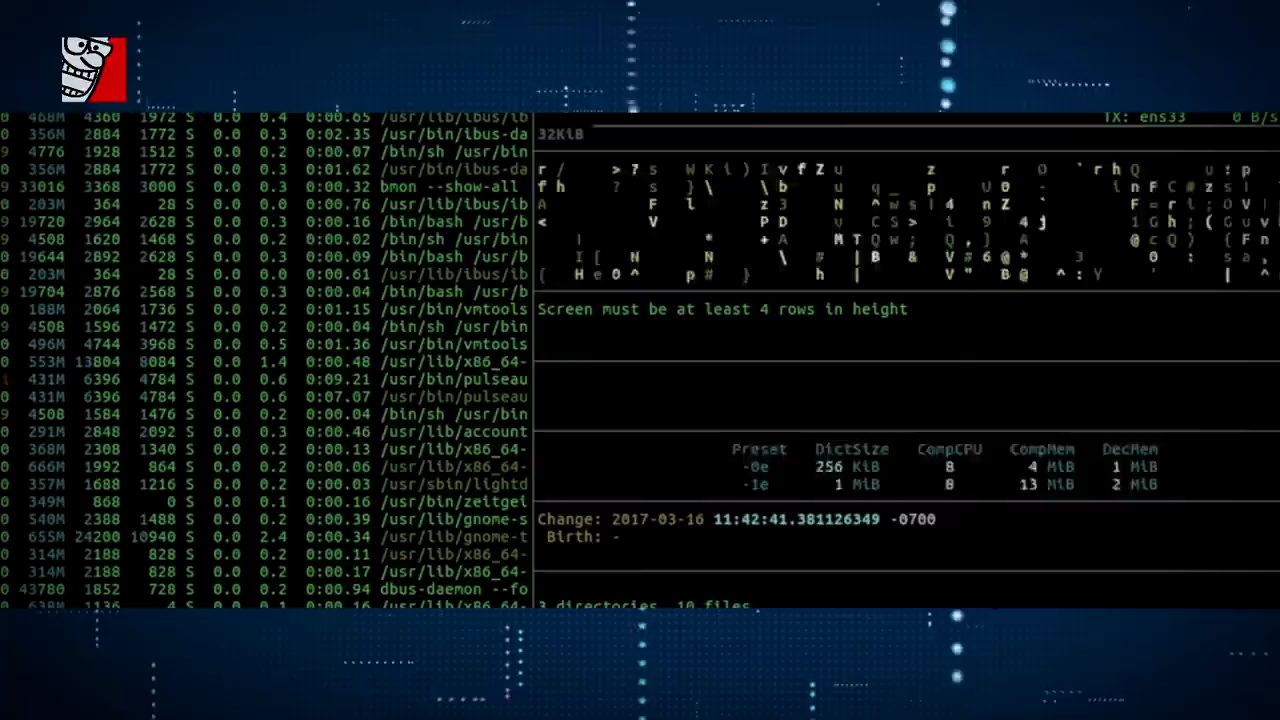 0 468M 4360 1972 S 0.0 0.4 0:00.65 /usr/lib/ibus/ib
0 356M 2884 1772 S 0.0 0.3 0:02.35 /usr/bin/ibus-da
9 4776 1928 1512 S 0.0 0.2 0:00.07 /bin/sh /usr/bin
0 356M 2884 1772 S 0.0 0.3 0:01.62 /usr/bin/ibus-da
9 33016 3368 3000 S 0.0 0.3 0:00.32 bmon --show-all
0 203M 364 28 S 0.0 0.0 0:00.76 /usr/lib/ibus/ib
9 19720 2964 2628 S 0.0 0.3 0:00.16 /bin/bash /usr/b
9 4508 1620 1468 S 0.0 0.2 0:00.02 /bin/sh /usr/bin
0 19644 2892 2628 S 0.0 0.3 0:00.09 /bin/bash /usr/b
0 203M 364 28 S 0.0 0.0 0:00.61 /usr/lib/ibus/ib
9 19704 2876 2568 S 0.0 0.3 0:00.04 /bin/bash /usr/b
0 188M 2064 1736 S 0.0 0.2 0:01.15 /usr/bin/vmtools
9 4508 1596 1472 S 0.0 0.2 0:00.04 /bin/sh /usr/bin
0 496M 4744 3968 S 0.0 0.5 0:01.36 /usr/bin/vmtools
0 553M 13804 8084 S 0.0 1.4 0:00.48 /usr/lib/x86_64-
1 431M 6396 4784 S 0.0 0.6 0:09.21 /usr/bin/pulseau
0 431M 6396 4784 S 0.0 0.6 0:07.07 /usr/bin/pulseau
9 4508 1584 1476 S 0.0 0.2 0:00.04 /bin/sh /usr/bin
0 291M 2848 2092 S 0.0 0.3 0:00.46 /usr/lib/account
0 368M 2308 1340 S 0.0 0.2 0:00.13 /usr/lib/x86_64-
0 666M 1992 864 S 0.0 0.2 0:00.06 /usr/lib/x86_64-
0 357M 1688 1216 S 0.0 0.2 0:00.03 /usr/sbin/lightd
0 349M 868 0 S 0.0 0.1 0:00.16 /usr/bin/zeitgei
0 540M 2388 1488 S 0.0 0.2 0:00.39 /usr/lib/gnome-s
0 655M 24200 10940 S 0.0 2.4 0:00.34 /usr/lib/gnome-t
0 314M 2188 828 S 0.0 0.2 0:00.11 /usr/lib/x86_64-
0 314M 2188 828 S 0.0 0.2 0:00.17 /usr/lib/x86_64-
0 43780 1852 728 S 0.0 0.2 0:00.94 dbus-daemon --fo
0 638M 1136 4 S 0.0 0.1 0:00.16 /usr/lib/x86_64-
TX: ens33 0 B/s
32KiB
Screen must be at least 4 rows in height
Preset DictSize CompCPU CompMem DecMem
-0e 256 KiB 8 4 MiB 1 MiB
-1e 1 MiB 8 13 MiB 2 MiB
Change: 2017-03-16 11:42:41.381126349 -0700
Birth: -
3 directories, 10 files